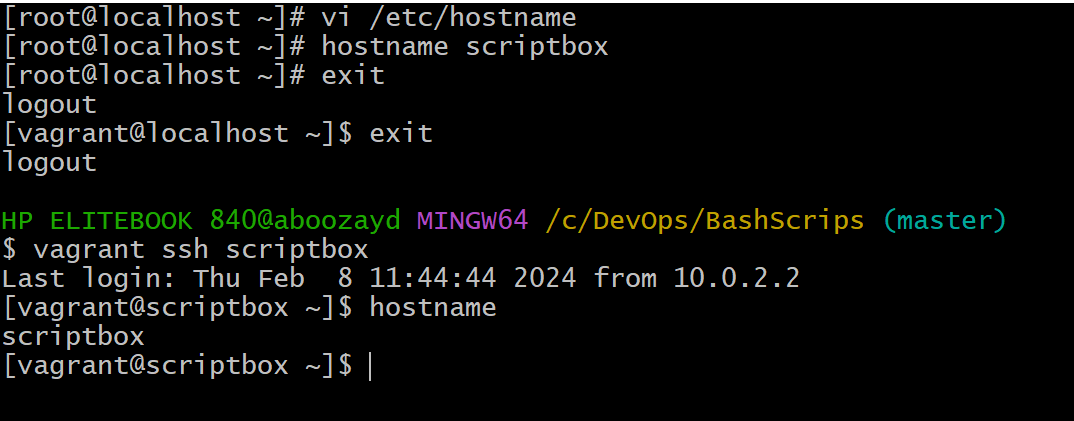 [root@localhost ~]# vi /etc/hostname
[root@localhost ~]# hostname scriptbox
[root@localhost ~]# exit
logout
[vagrant@localhost ~]$ exit
logout
HP ELITEBOOK 840@aboozayd MINGW64 /c/DevOps/BashScrips (master)
$ vagrant ssh scriptbox
Last login: Thu Feb  8 11:44:44 2024 from 10.0.2.2
[vagrant@scriptbox ~]$ hostname
scriptbox
[vagrant@scriptbox ~]$